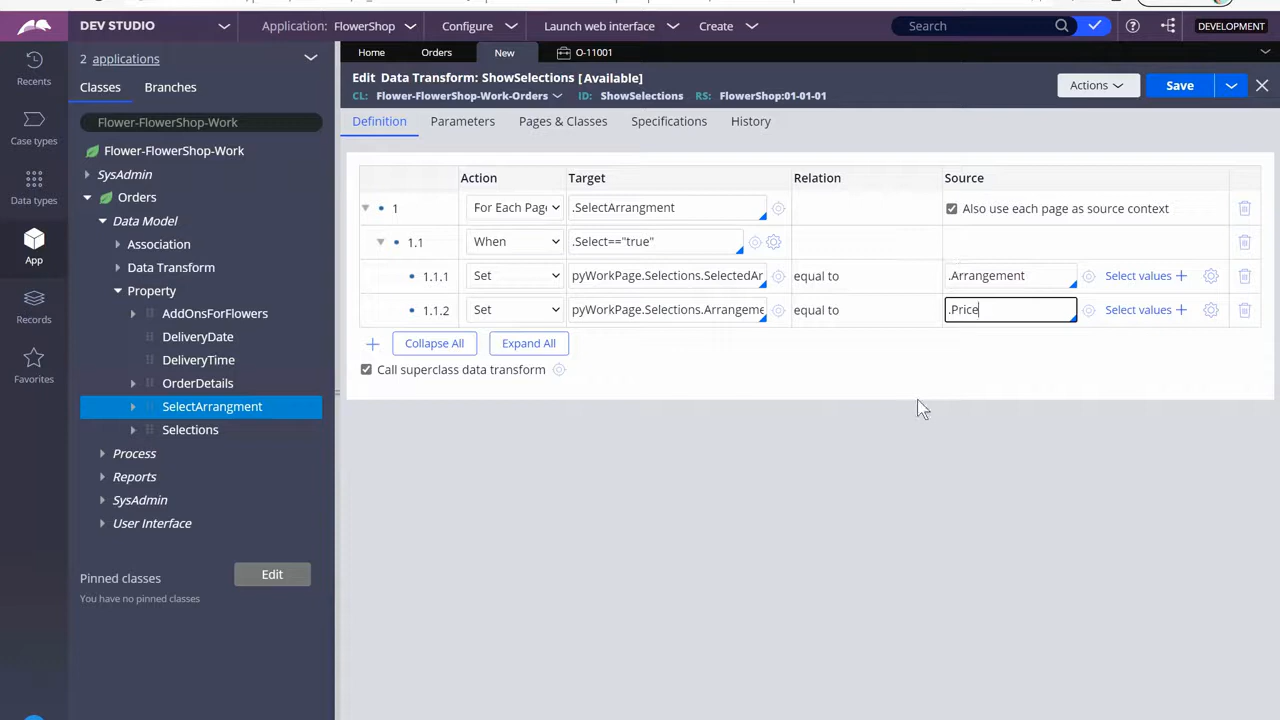 DEV STUDIO
Application: FlowerShop
Configure
Launch web interface
Create
Search
DEVELOPMENT
Recents
Case types
Data types
App
Records
Favorites
2 applications
Classes
Branches
Flower-FlowerShop-Work
Flower-FlowerShop-Work
SysAdmin
Orders
Data Model
Association
Data Transform
Property
AddOnsForFlowers
DeliveryDate
DeliveryTime
OrderDetails
SelectArrangment
Selections
Process
Reports
SysAdmin
User Interface
Pinned classes
Edit
You have no pinned classes
Home
Orders
New
O-11001
Edit Data Transform: ShowSelections [Available]
CL: Flower-FlowerShop-Work-Orders ID: ShowSelections RS: FlowerShop:01-01-01
Actions
Save
Definition
Parameters
Pages & Classes
Specifications
History
Action Target Relation Source
1 For Each Pag .SelectArrangment Also use each page as source context
1.1 When .Select=="true"
1.1.1 Set pyWorkPage.Selections.SelectedAr equal to .Arrangement Select values
1.1.2 Set pyWorkPage.Selections.Arrangeme equal to .Price Select values
Collapse All
Expand All
Call superclass data transform